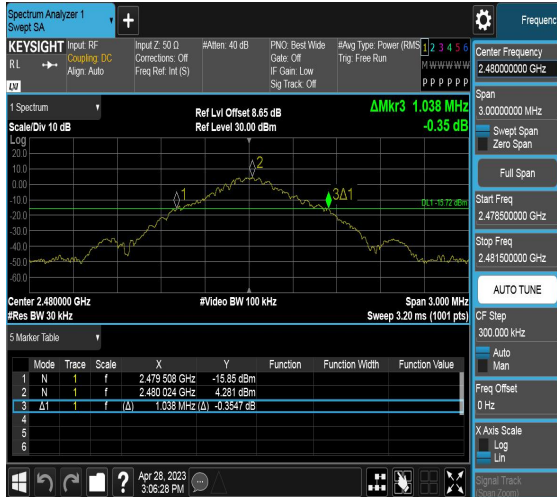 Spectrum Analyzer 1
Swept SA
+
Frequenc
KEYSIGHT Input: RF Input Z: 50 Ω #Atten: 40 dB PNO: Best Wide #Avg Type: Power (RMS 1 2 3 4 5 6
RL Coupling: DC Corrections: Off Gate: Off Trig: Free Run M W W W W W
Align: Auto Freq Ref: Int (S) IF Gain: Low
Sig Track: Off P P P P P P
LXI
Center Frequency
2.480000000 GHz
Span
3.00000000 MHz
Swept Span
Zero Span
Full Span
Start Freq
2.478500000 GHz
Stop Freq
2.481500000 GHz
AUTO TUNE
CF Step
300.000 kHz
Auto
Man
Freq Offset
0 Hz
X Axis Scale
Log
Lin
Signal Track
(Span Zoom)
1 Spectrum
Scale/Div 10 dB
Ref Lvl Offset 8.65 dB
Ref Level 30.00 dBm
ΔMkr3 1.038 MHz
-0.35 dB
Log
20.0
10.0
0.00
-10.0
-20.0
-30.0
-40.0
-50.0
-60.0
1
2
3Δ1
DL1 -15.72 dBm
Center 2.480000 GHz #Video BW 100 kHz Span 3.000 MHz
#Res BW 30 kHz Sweep 3.20 ms (1001 pts)
5 Marker Table
Mode Trace Scale X Y Function Function Width Function Value
1 N 1 f 2.479 508 GHz -15.85 dBm
2 N 1 f 2.480 024 GHz 4.281 dBm
3 Δ1 1 f (Δ) 1.038 MHz (Δ) -0.3547 dB
4
5
6
?
Apr 28, 2023
3:06:28 PM